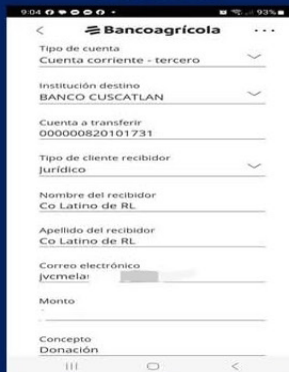 9:04
93%
Bancoagrícola
Tipo de cuenta
Cuenta corriente - tercero
Institución destino
BANCO CUSCATLAN
Cuenta a transferir
000000820101731
Tipo de cliente recibidor
Jurídico
Nombre del recibidor
Co Latino de RL
Apellido del recibidor
Co Latino de RL
Correo electrónico
jvcmela
Monto
Concepto
Donación